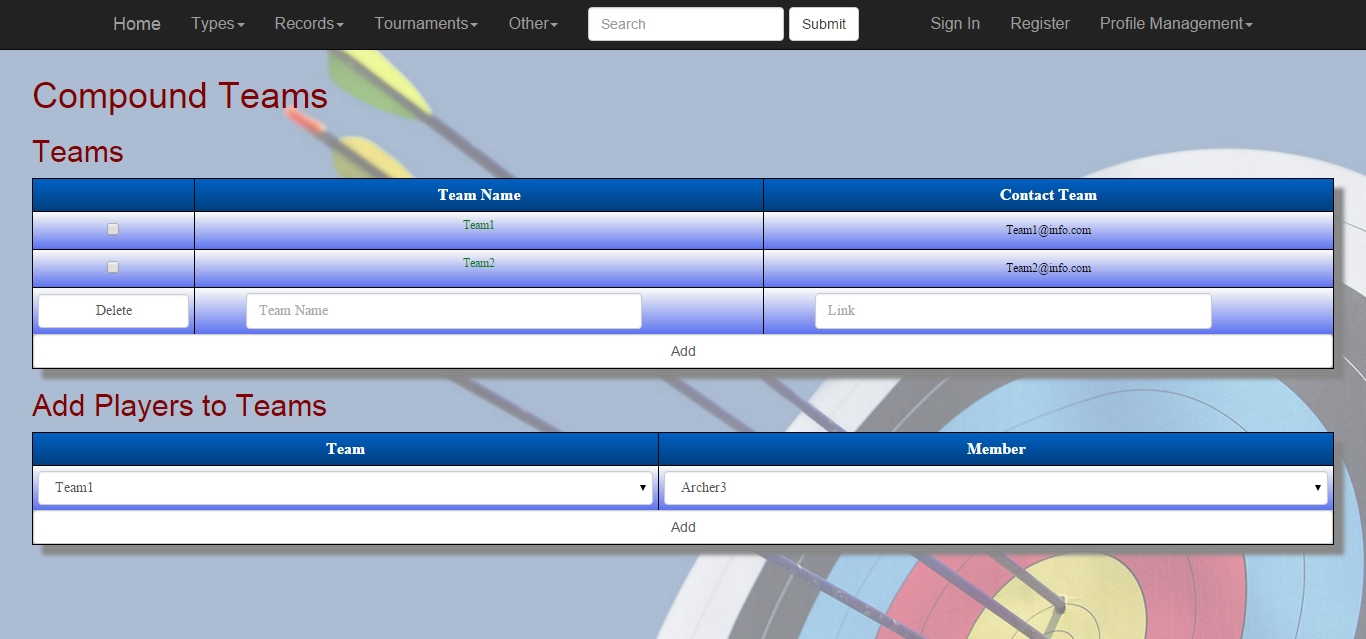 Home Types Records Tournaments Other Search Submit Sign In Register Profile Management
Compound Teams
Teams
Team Name Contact Team
Team1 Team1@info.com
Team2 Team2@info.com
Delete Team Name Link
Add
Add Players to Teams
Team Member
Team1 Archer3
Add